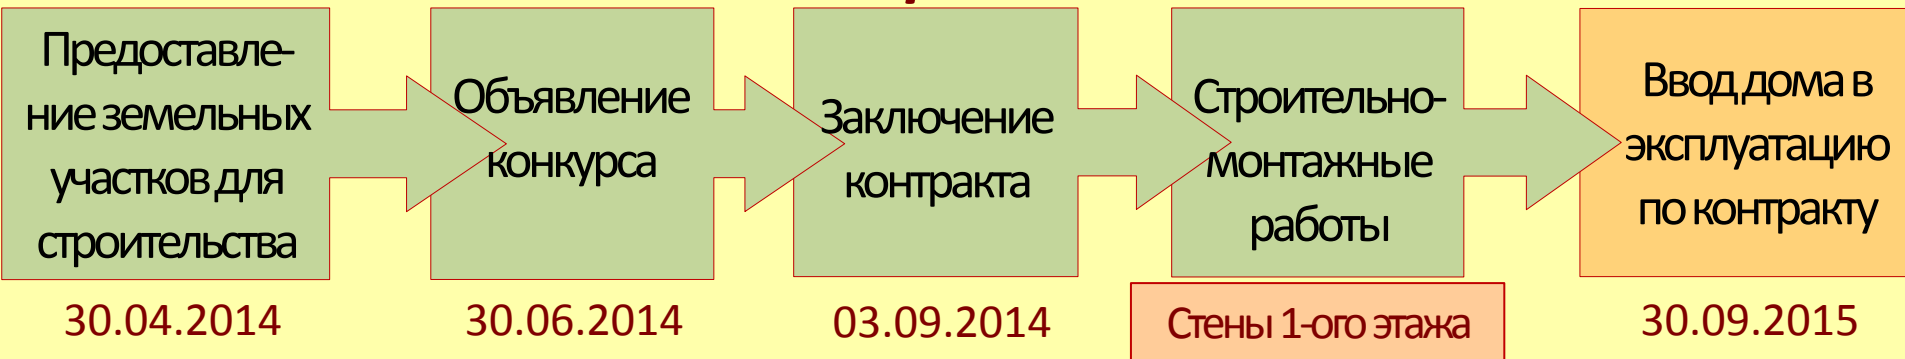 Предоставле-
ние земельных
участков для
строительства
30.04.2014
Объявление
конкурса
30.06.2014
Заключение
контракта
03.09.2014
Строительно-
монтажные
работы
Стены 1-ого этажа
Ввод дома в
эксплуатацию
по контракту
30.09.2015